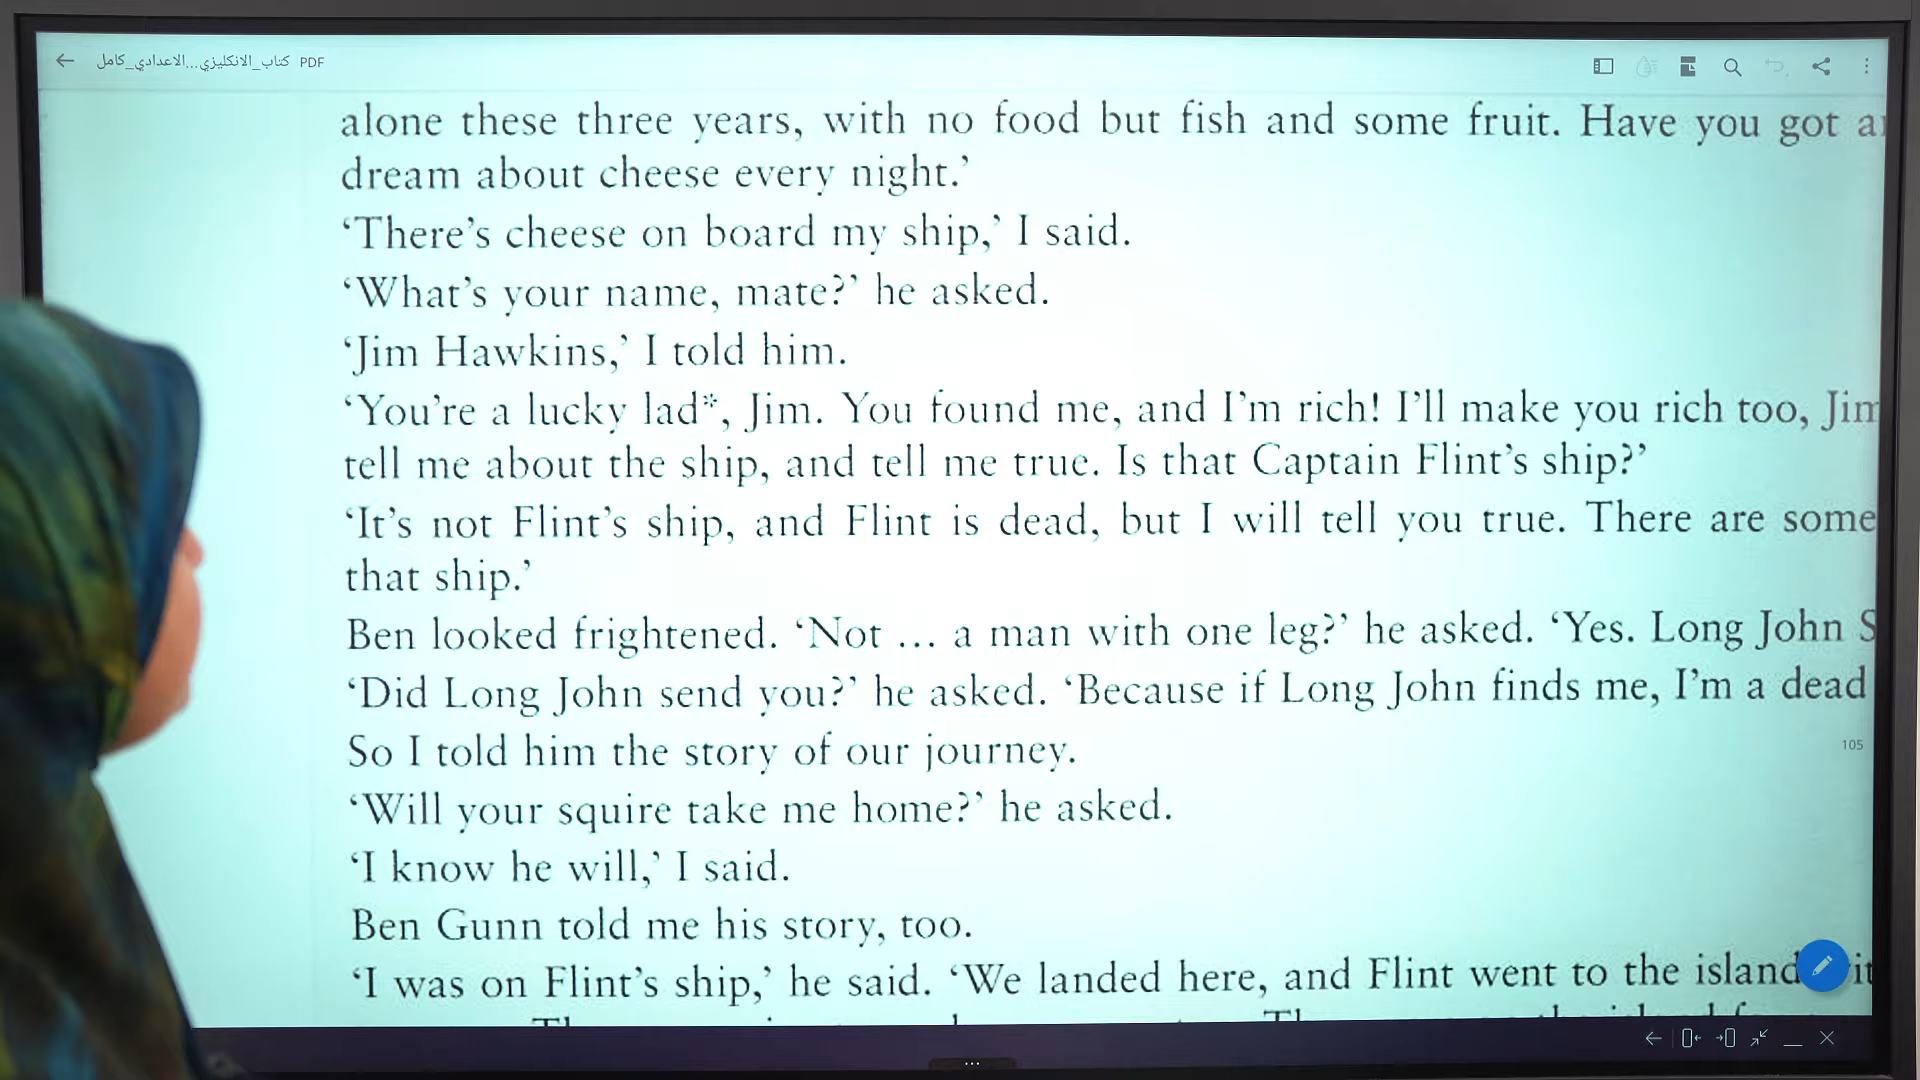 كتاب_الانكليزي...الاعدادي_كامل PDF
alone these three years, with no food but fish and some fruit. Have you got
dream about cheese every night.’
‘There’s cheese on board my ship,’ I said.
‘What’s your name, mate?’ he asked.
‘Jim Hawkins,’ I told him.
‘You’re a lucky lad*, Jim. You found me, and I’m rich! I’ll make you rich too, Jim
tell me about the ship, and tell me true. Is that Captain Flint’s ship?’
‘It’s not Flint’s ship, and Flint is dead, but I will tell you true. There are some
that ship.’
Ben looked frightened. ‘Not ... a man with one leg?’ he asked. ‘Yes. Long John S
‘Did Long John send you?’ he asked. ‘Because if Long John finds me, I’m a dead
So I told him the story of our journey.
105
‘Will your squire take me home?’ he asked.
‘I know he will,’ I said.
Ben Gunn told me his story, too.
‘I was on Flint’s ship,’ he said. ‘We landed here, and Flint went to the island